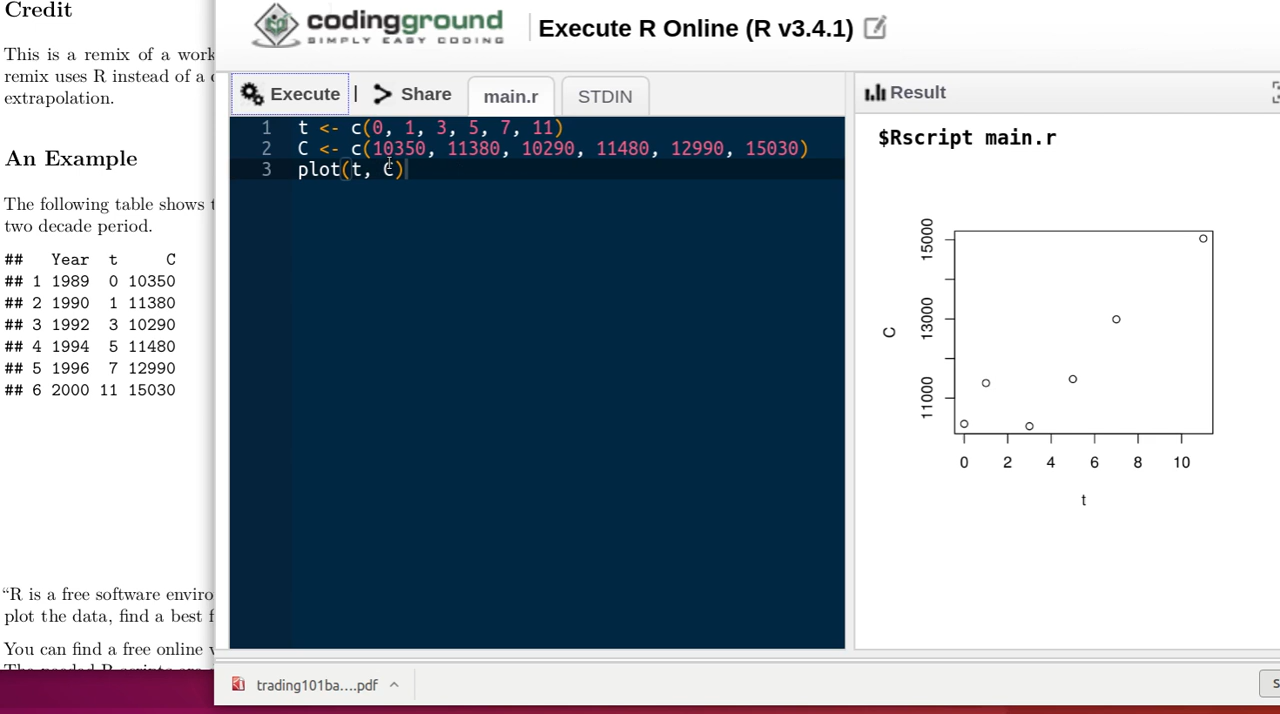 Credit
This is a remix of a work
remix uses R instead of a
extrapolation.
An Example
The following table shows
two decade period.
## Year t C
## 1 1989 0 10350
## 2 1990 1 11380
## 3 1992 3 10290
## 4 1994 5 11480
## 5 1996 7 12990
## 6 2000 11 15030
“R is a free software enviro
plot the data, find a best f
You can find a free online
codingground
SIMPLY EASY CODING
Execute R Online (R v3.4.1)
Execute | Share main.r STDIN
1 t <- c(0, 1, 3, 5, 7, 11)
2 C <- c(10350, 11380, 10290, 11480, 12990, 15030)
3 plot(t, C)
Result
$Rscript main.r
15000
13000
11000
C
0 2 4 6 8 10
t
trading101ba....pdf
S